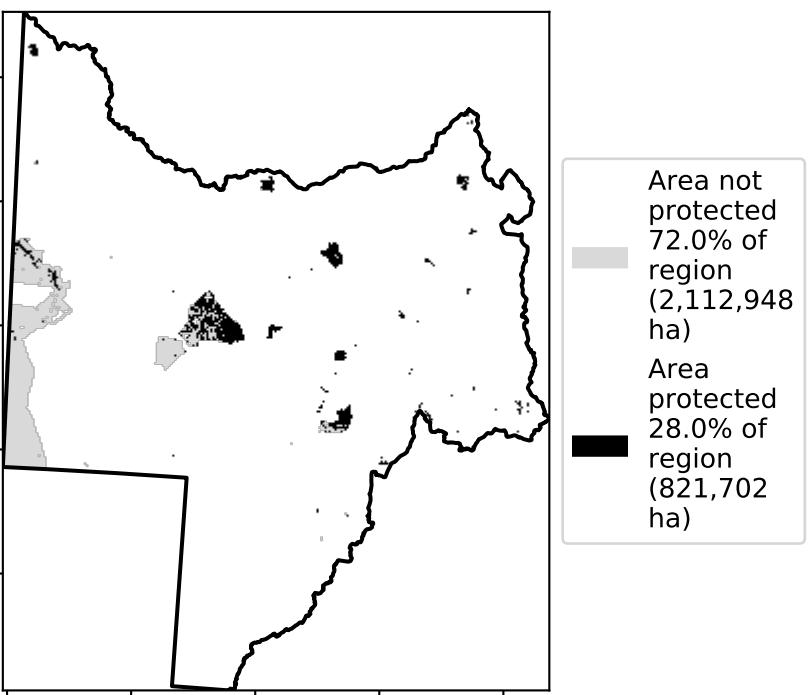 Area not
protected
72.0% of
region
(2,112,948
ha)
Area
protected
28.0% of
region
(821,702
ha)